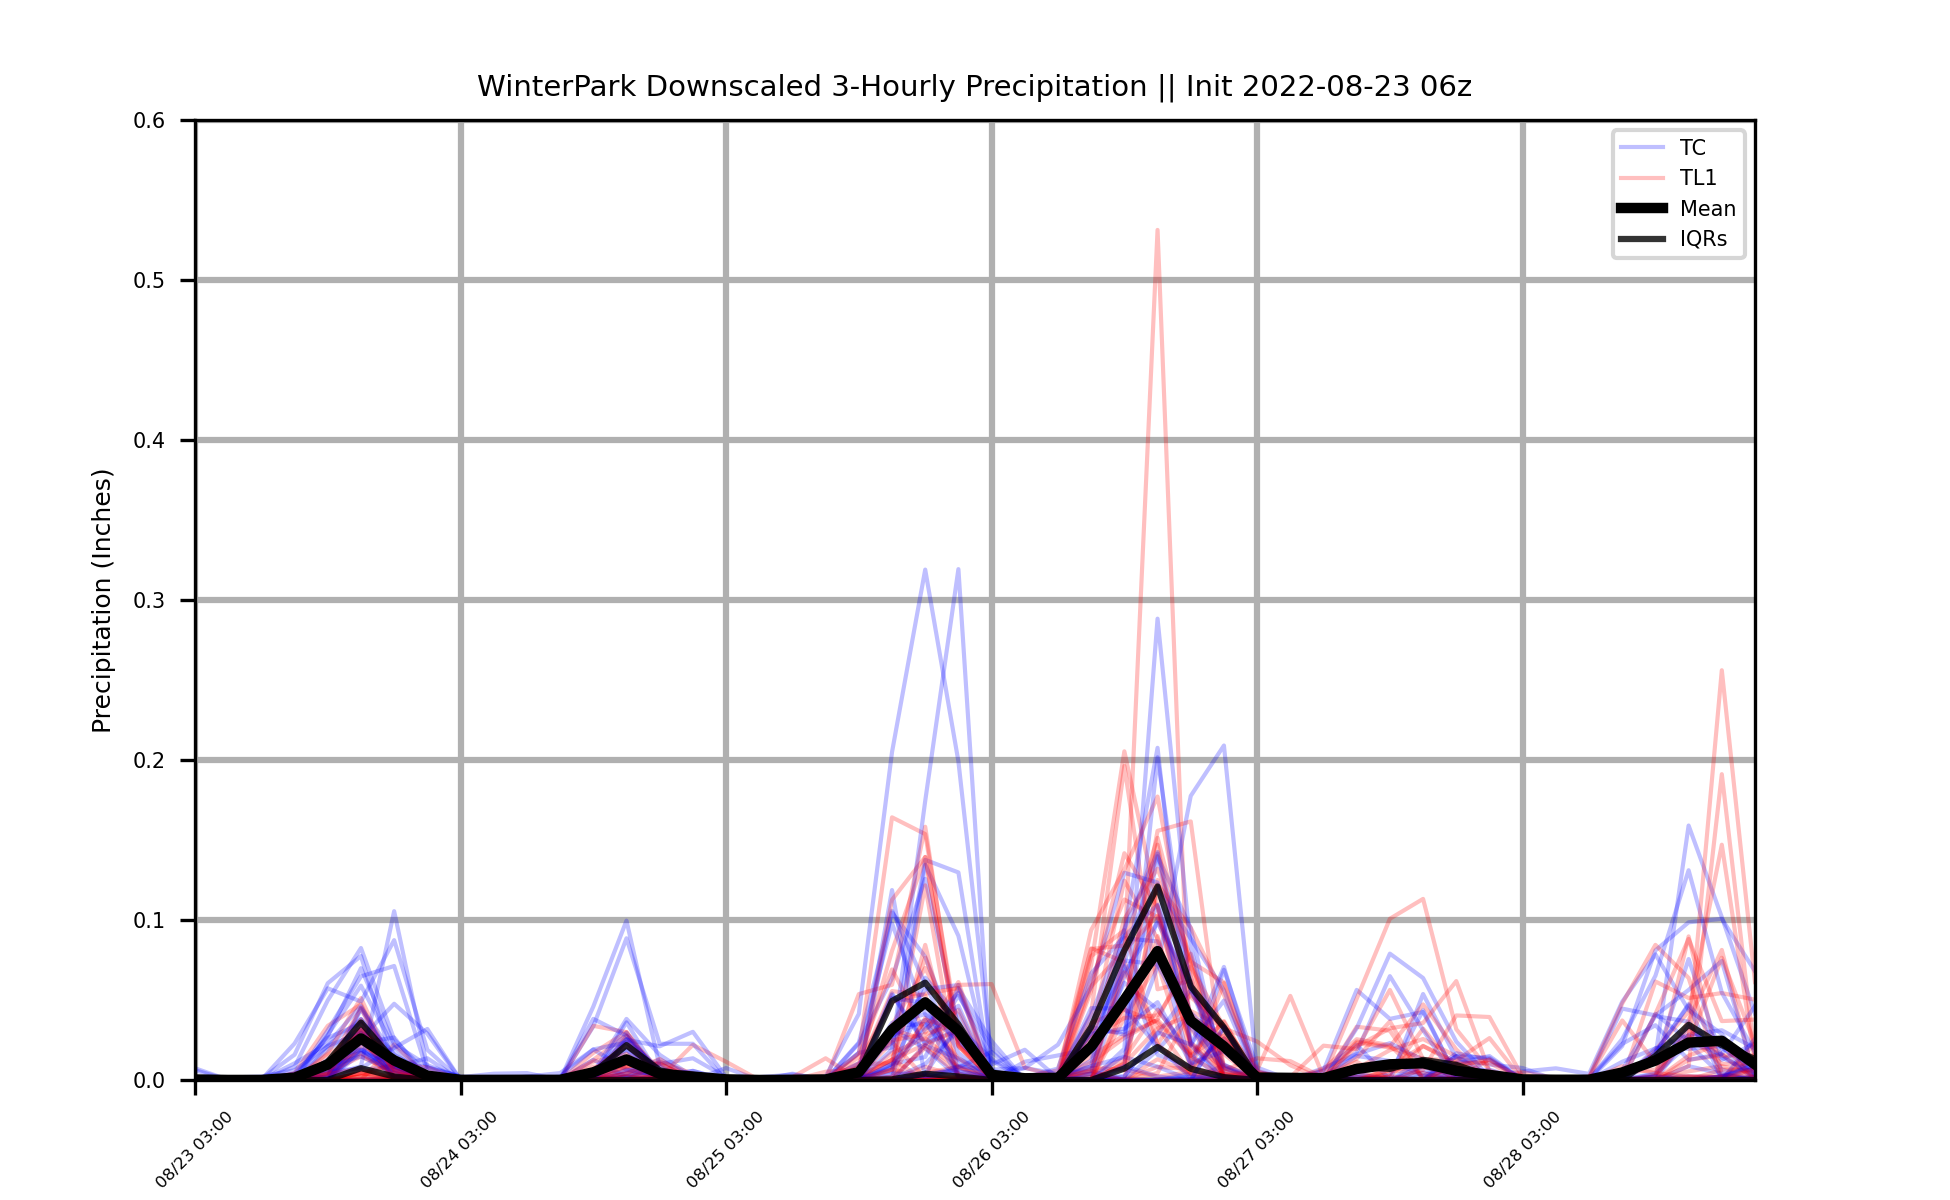 WinterPark Downscaled 3-Hourly Precipitation || Init 2022-08-23 06z
Precipitation (Inches)
0.6
0.5
0.4
0.3
0.2
0.1
0.0
TC
TL1
Mean
IQRs
08/23 03:00
08/24 03:00
08/25 03:00
08/26 03:00
08/27 03:00
08/28 03:00